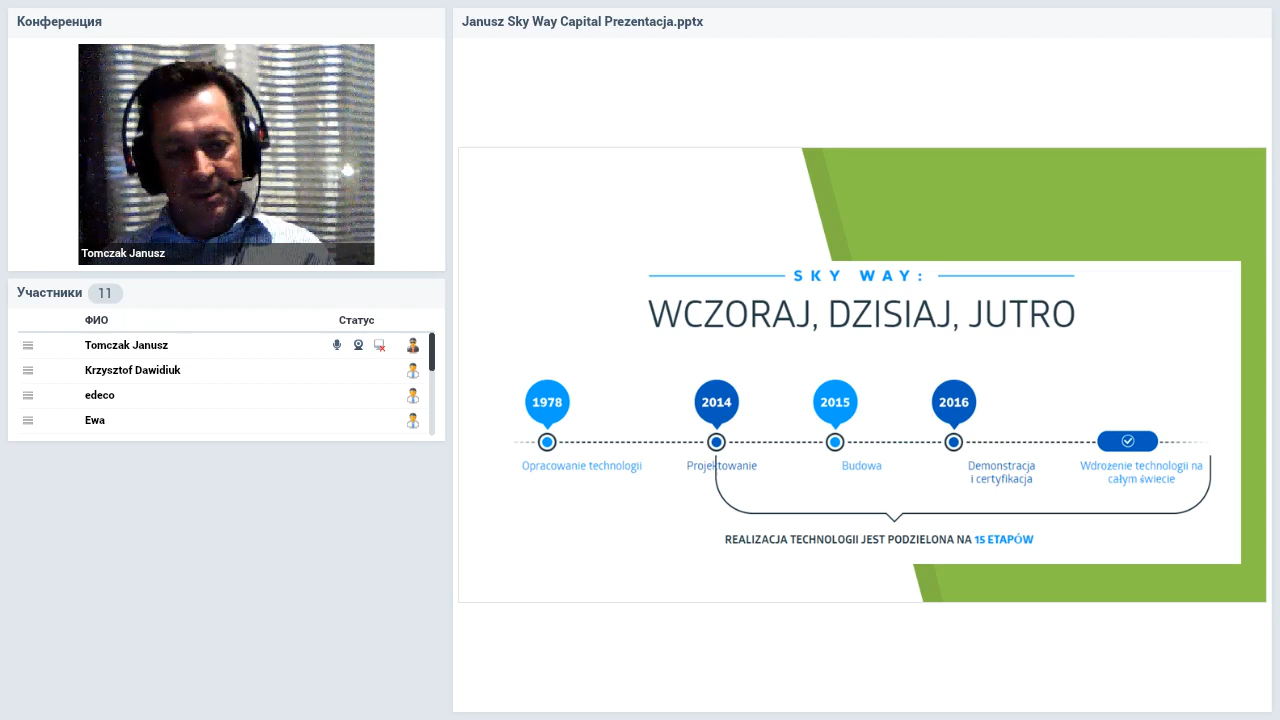 Конференция
Tomczak Janusz
Участники 11
ФИО Статус
Tomczak Janusz
Krzysztof Dawidiuk
edeco
Ewa
Janusz Sky Way Capital Prezentacja.pptx
SKY WAY:
WCZORAJ, DZISIAJ, JUTRO
1978 2014 2015 2016
Opracowanie technologii
Projektowanie
Budowa
Demonstracja
i certyfikacja
Wdrożenie technologii na
całym świecie
REALIZACJA TECHNOLOGII JEST PODZIELONA NA 15 ETAPÓW